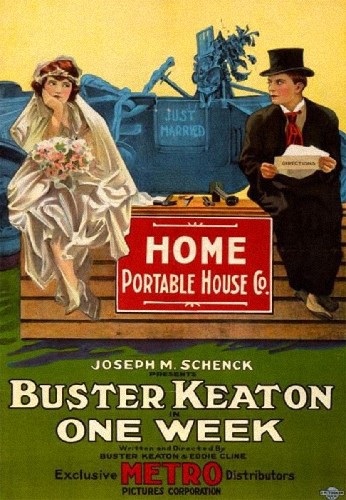 JUST
MARRIED
DIRECTIONS
HOME
PORTABLE HOUSE CO.
JOSEPH M. SCHENCK
PRESENTS
BUSTER KEATON
IN
ONE WEEK
Written and Directed By
BUSTER KEATON & EDDIE CLINE
Exclusive METRO Distributors
PICTURES CORPORATION